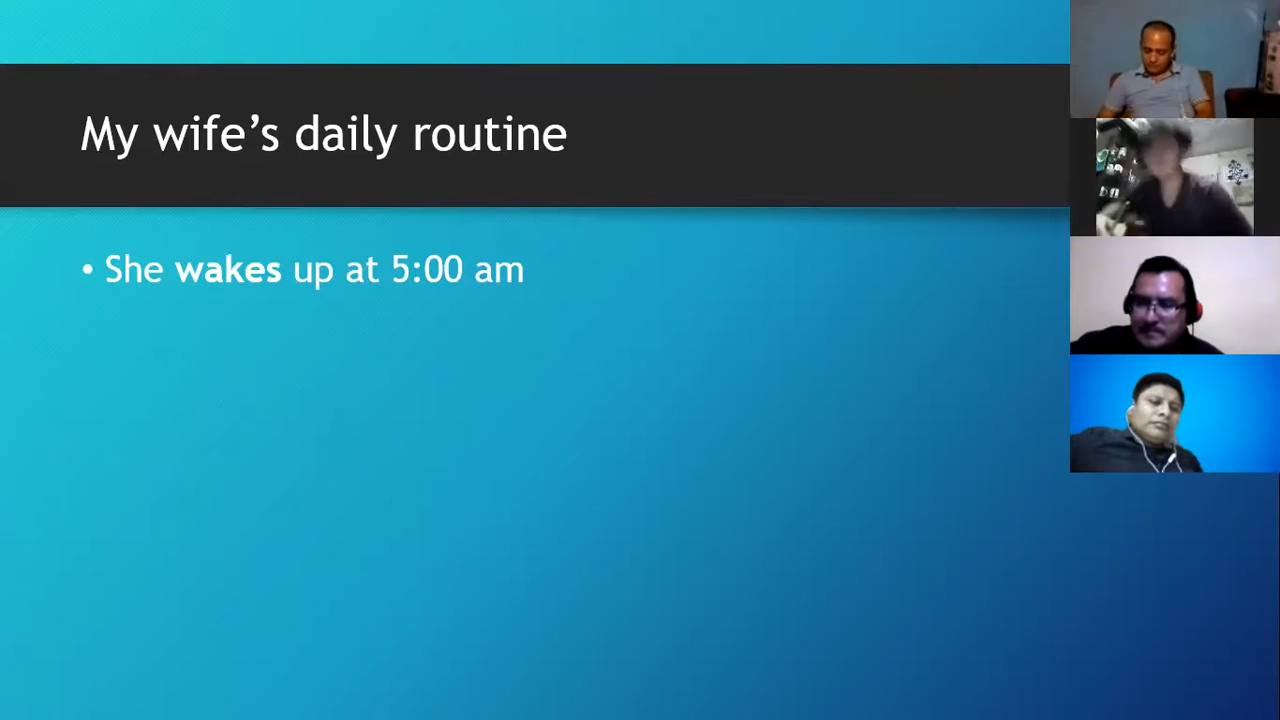 My wife’s daily routine
• She wakes up at 5:00 am